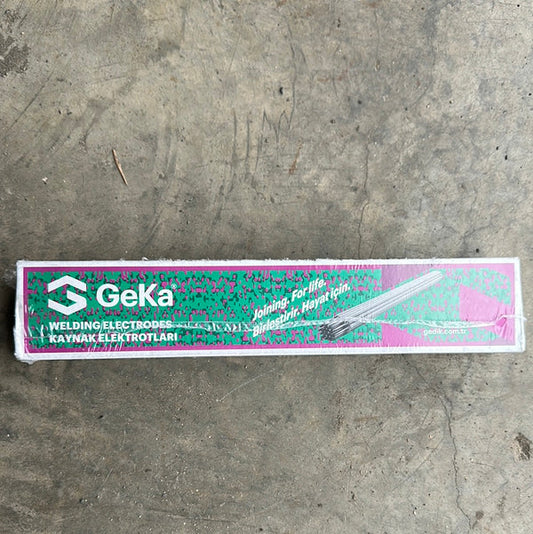 GeKa®
WELDING ELECTRODES
KAYNAK ELEKTROTLARI
Joining. For life.
Birleştirir. Hayat için.
gedik.com.tr